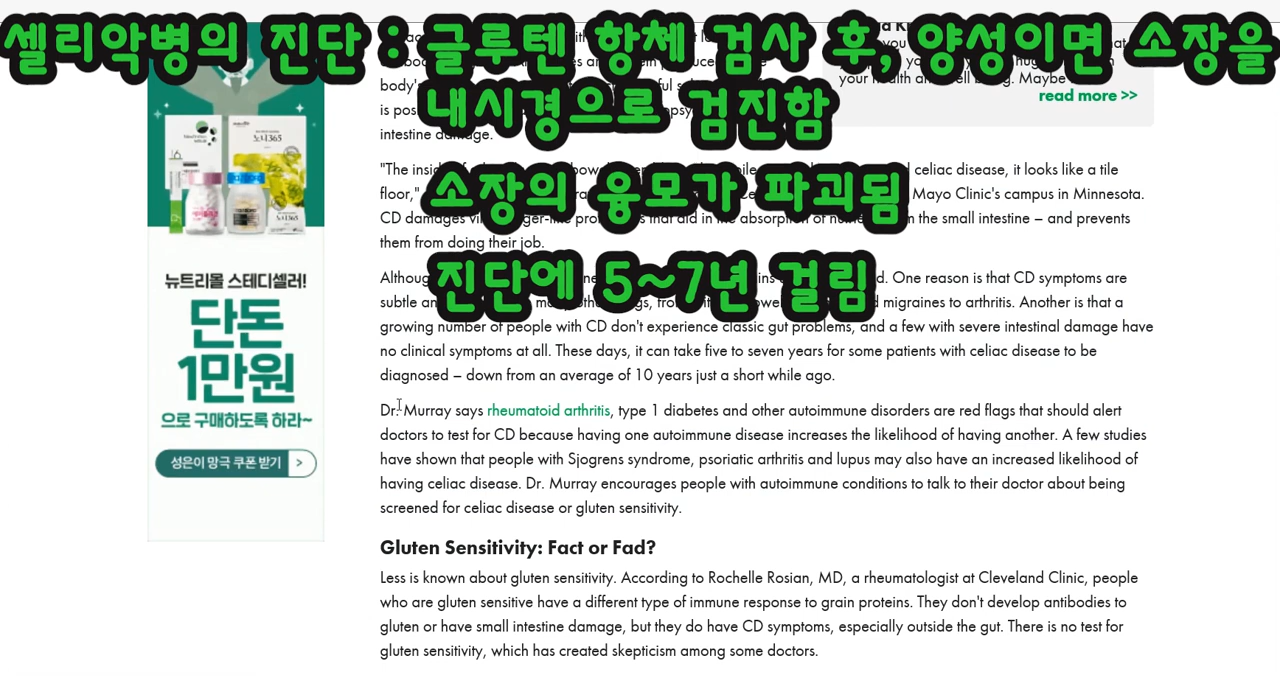 셀리악병의 진단 : 글루텐 항체 검사 후, 양성이면 소장을
내시경으로 검진함
소장의 융모가 파괴됨
진단에 5~7년 걸림
body's
is pos
intestine damage.
your health and well being. Maybe
read more >>
"The insid celiac disease, it looks like a tile
floor," Mayo Clinic's campus in Minnesota.
CD damages in the absorption of the small intestine – and prevents
them from doing their job.
One reason is that CD symptoms are
subtle migraines to arthritis. Another is that a
growing number of people with CD don't experience classic gut problems, and a few with severe intestinal damage have
no clinical symptoms at all. These days, it can take five to seven years for some patients with celiac disease to be
diagnosed – down from an average of 10 years just a short while ago.
Dr. Murray says rheumatoid arthritis, type 1 diabetes and other autoimmune disorders are red flags that should alert
doctors to test for CD because having one autoimmune disease increases the likelihood of having another. A few studies
have shown that people with Sjogrens syndrome, psoriatic arthritis and lupus may also have an increased likelihood of
having celiac disease. Dr. Murray encourages people with autoimmune conditions to talk to their doctor about being
screened for celiac disease or gluten sensitivity.
Gluten Sensitivity: Fact or Fad?
Less is known about gluten sensitivity. According to Rochelle Rosian, MD, a rheumatologist at Cleveland Clinic, people
who are gluten sensitive have a different type of immune response to grain proteins. They don't develop antibodies to
gluten or have small intestine damage, but they do have CD symptoms, especially outside the gut. There is no test for
gluten sensitivity, which has created skepticism among some doctors.
노니365
뉴트리몰 스테디셀러!
단돈
1만원
으로 구매하도록 하라~
성은이 망극 쿠폰 받기 >